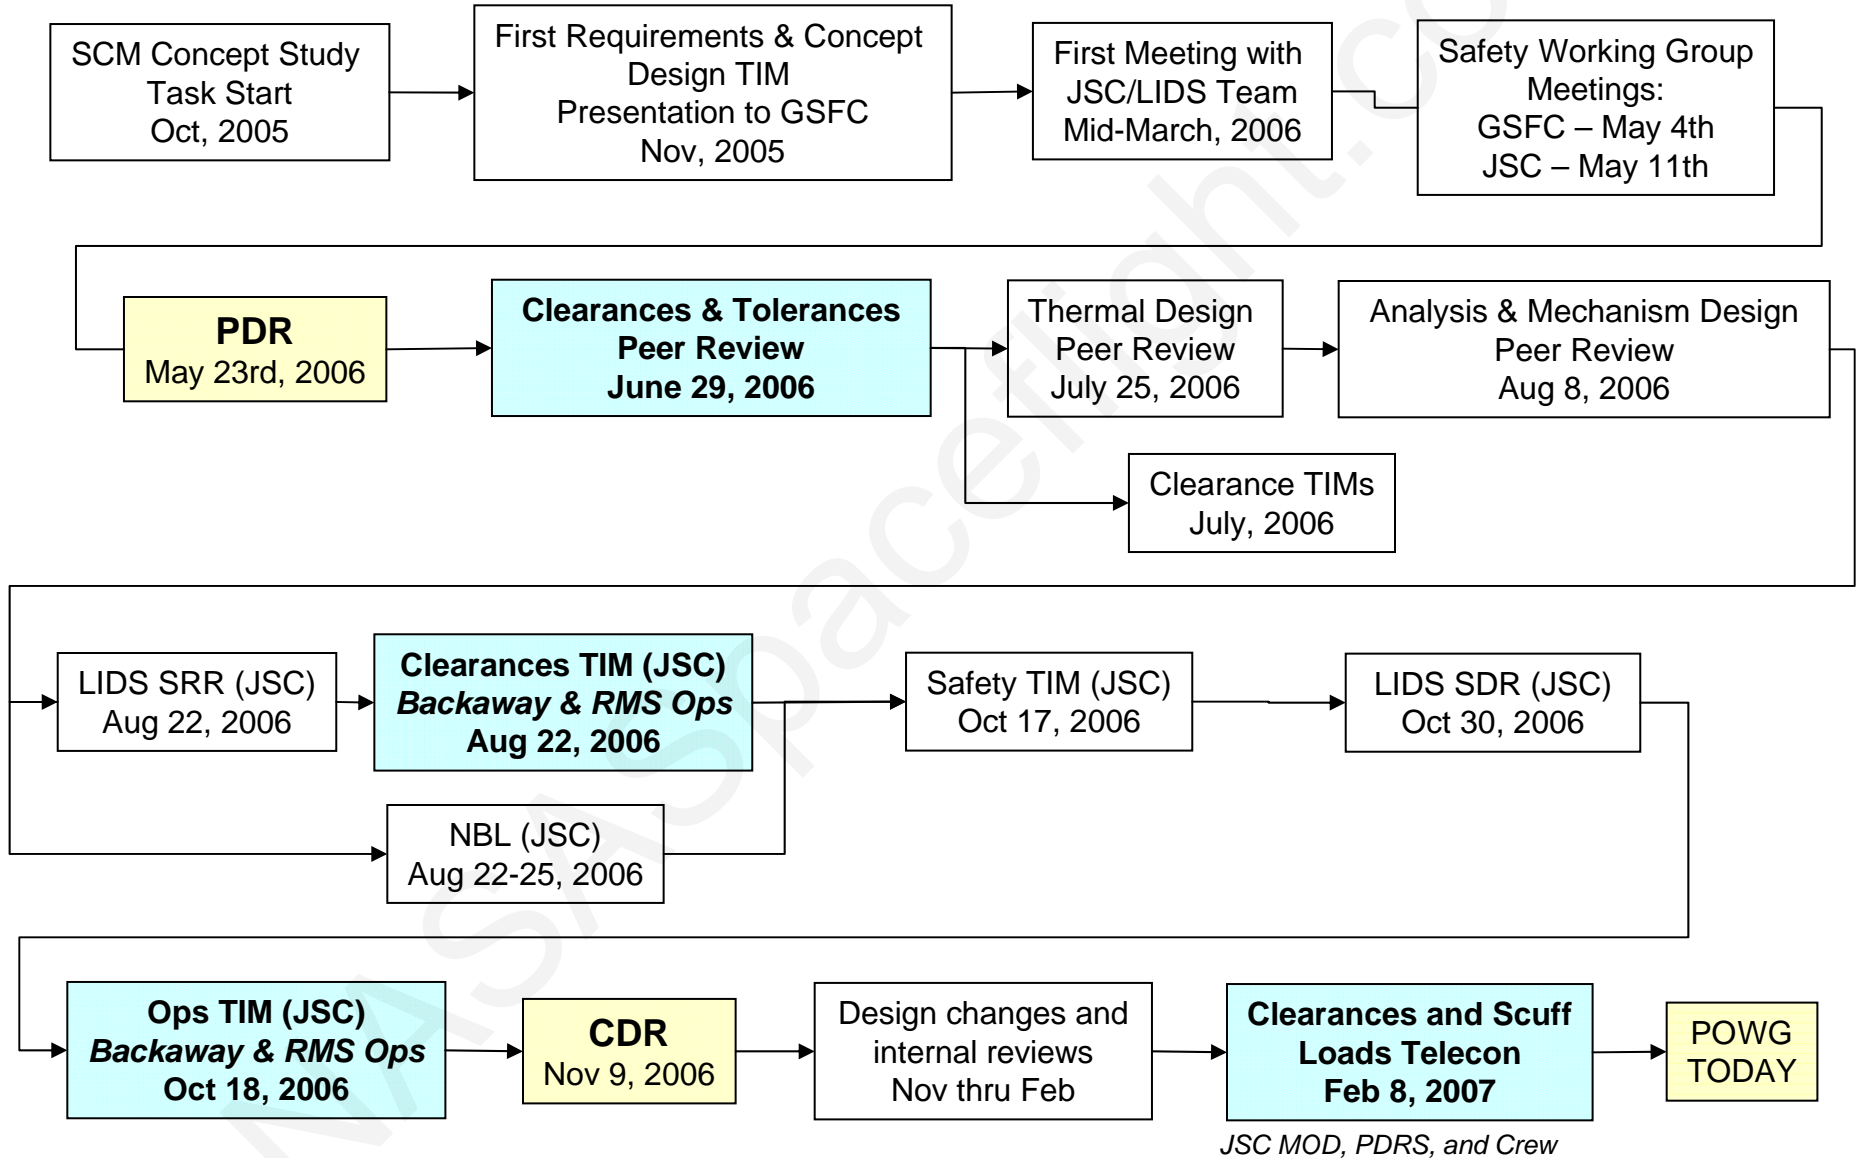 SCM Concept Study
Task Start
Oct, 2005
First Requirements & Concept
Design TIM
Presentation to GSFC
Nov, 2005
First Meeting with
JSC/LIDS Team
Mid-March, 2006
Safety Working Group
Meetings:
GSFC – May 4th
JSC – May 11th
PDR
May 23rd, 2006
Clearances & Tolerances
Peer Review
June 29, 2006
Thermal Design
Peer Review
July 25, 2006
Analysis & Mechanism Design
Peer Review
Aug 8, 2006
Clearance TIMs
July, 2006
LIDS SRR (JSC)
Aug 22, 2006
Clearances TIM (JSC)
Backaway & RMS Ops
Aug 22, 2006
Safety TIM (JSC)
Oct 17, 2006
LIDS SDR (JSC)
Oct 30, 2006
NBL (JSC)
Aug 22-25, 2006
Ops TIM (JSC)
Backaway & RMS Ops
Oct 18, 2006
CDR
Nov 9, 2006
Design changes and
internal reviews
Nov thru Feb
Clearances and Scuff
Loads Telecon
Feb 8, 2007
POWG
TODAY
JSC MOD, PDRS, and Crew
NASASpaceflight.co